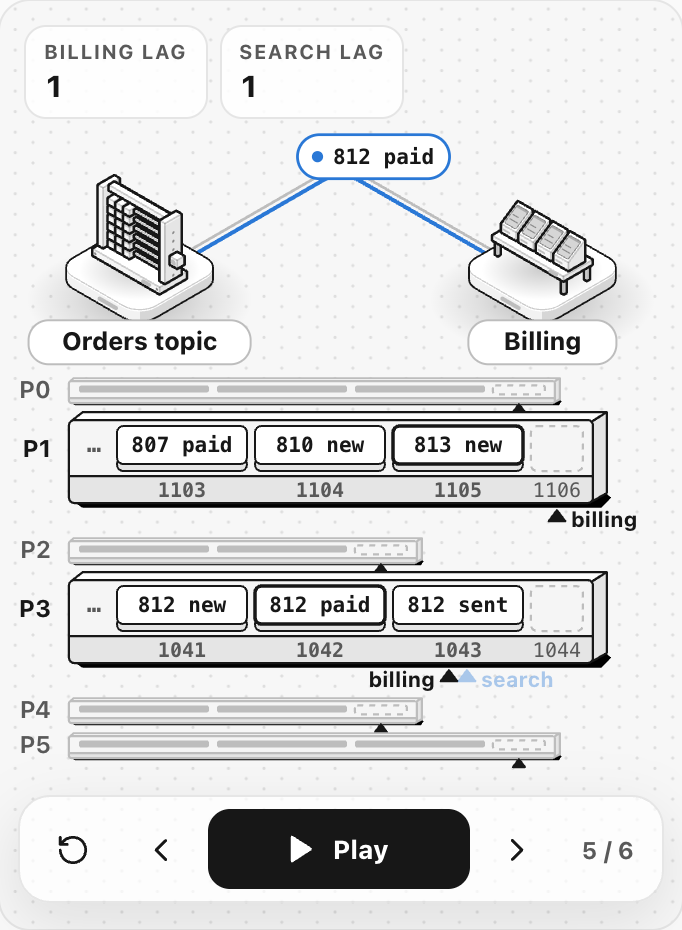 BILLING LAG
1
SEARCH LAG
1
812 paid
Orders topic
Billing
P0
P1
… 807 paid 810 new 813 new
1103 1104 1105 1106
billing
P2
P3
… 812 new 812 paid 812 sent
1041 1042 1043 1044
billing search
P4
P5
Play
5 / 6